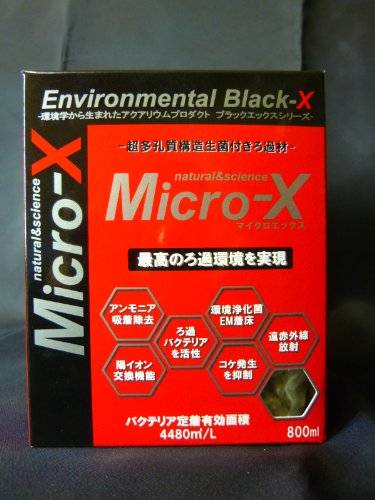 Environmental Black-X
-環境学から生まれたアクアリウムプロダクト ブラックエックスシリーズ-
-超多孔質構造生菌付きろ過材-
natural&science
Micro-X
マイクロエックス
natural&science
Micro-X
最高のろ過環境を実現
アンモニア
吸着除去
ろ過
バクテリア
を活性
環境浄化菌
EM着床
遠赤外線
放射
陽イオン
交換機能
コケ発生
を抑制
バクテリア定着有効面積
4480㎡/L
800ml